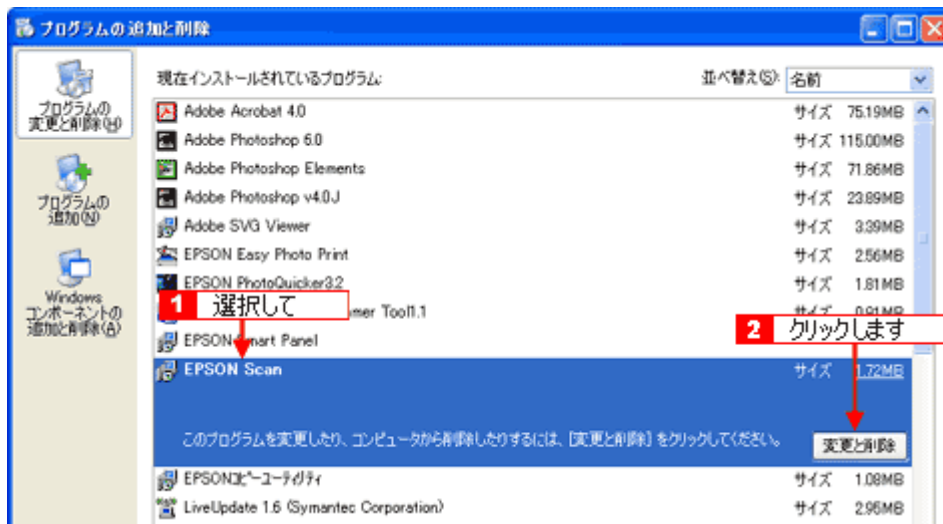 プログラムの追加と削除
プログラムの
変更と削除(H)
プログラムの
追加(N)
Windows
コンポーネントの
追加と削除(A)
現在インストールされているプログラム:
並べ替え(S): 名前
Adobe Acrobat 4.0 サイズ 75.19MB
Adobe Photoshop 6.0 サイズ 115.00MB
Adobe Photoshop Elements サイズ 71.86MB
Adobe Photoshop v4.0J サイズ 23.89MB
Adobe SVG Viewer サイズ 3.39MB
EPSON Easy Photo Print サイズ 2.56MB
EPSON PhotoQuicker3.2 サイズ 1.81MB
1 選択して
Tool1.1 サイズ 0.91MB
2 クリックします
EPSON Smart Panel
EPSON Scan サイズ 1.72MB
このプログラムを変更したり、コンピュータから削除したりするには、[変更と削除] をクリックしてください。
変更と削除
EPSONコピーユーティリティ サイズ 1.08MB
LiveUpdate 1.6 (Symantec Corporation) サイズ 2.95MB